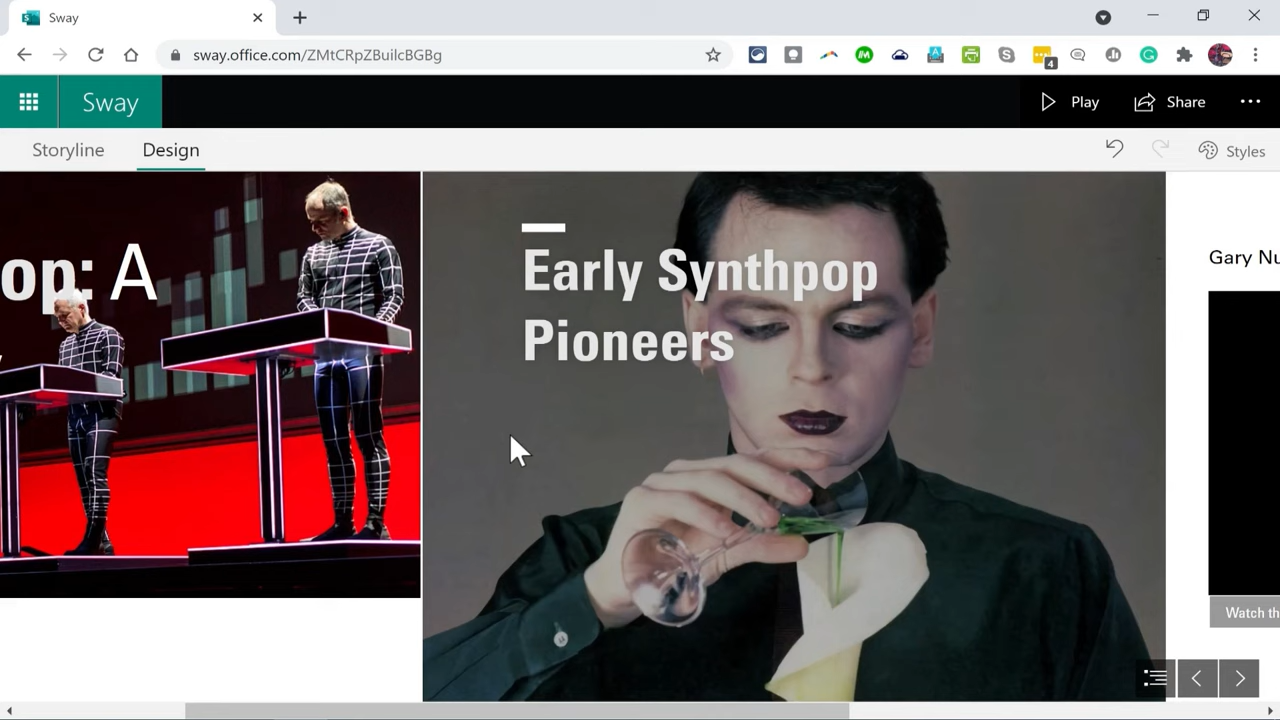 Sway
sway.office.com/ZMtCRpZBuilcBGBg
4
Sway
Play
Share
Storyline
Design
Styles
op: A
Early Synthpop
Pioneers
Gary Nu
Watch th